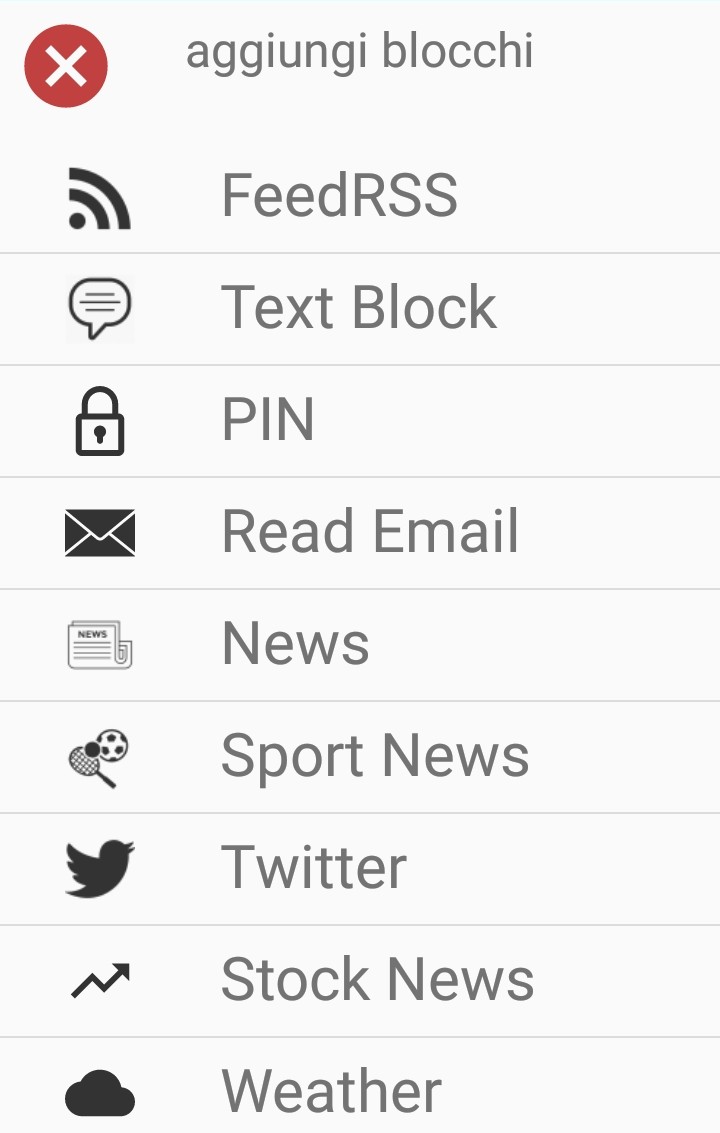 aggiungi blocchi
FeedRSS
Text Block
PIN
Read Email
NEWS
News
Sport News
Twitter
Stock News
Weather